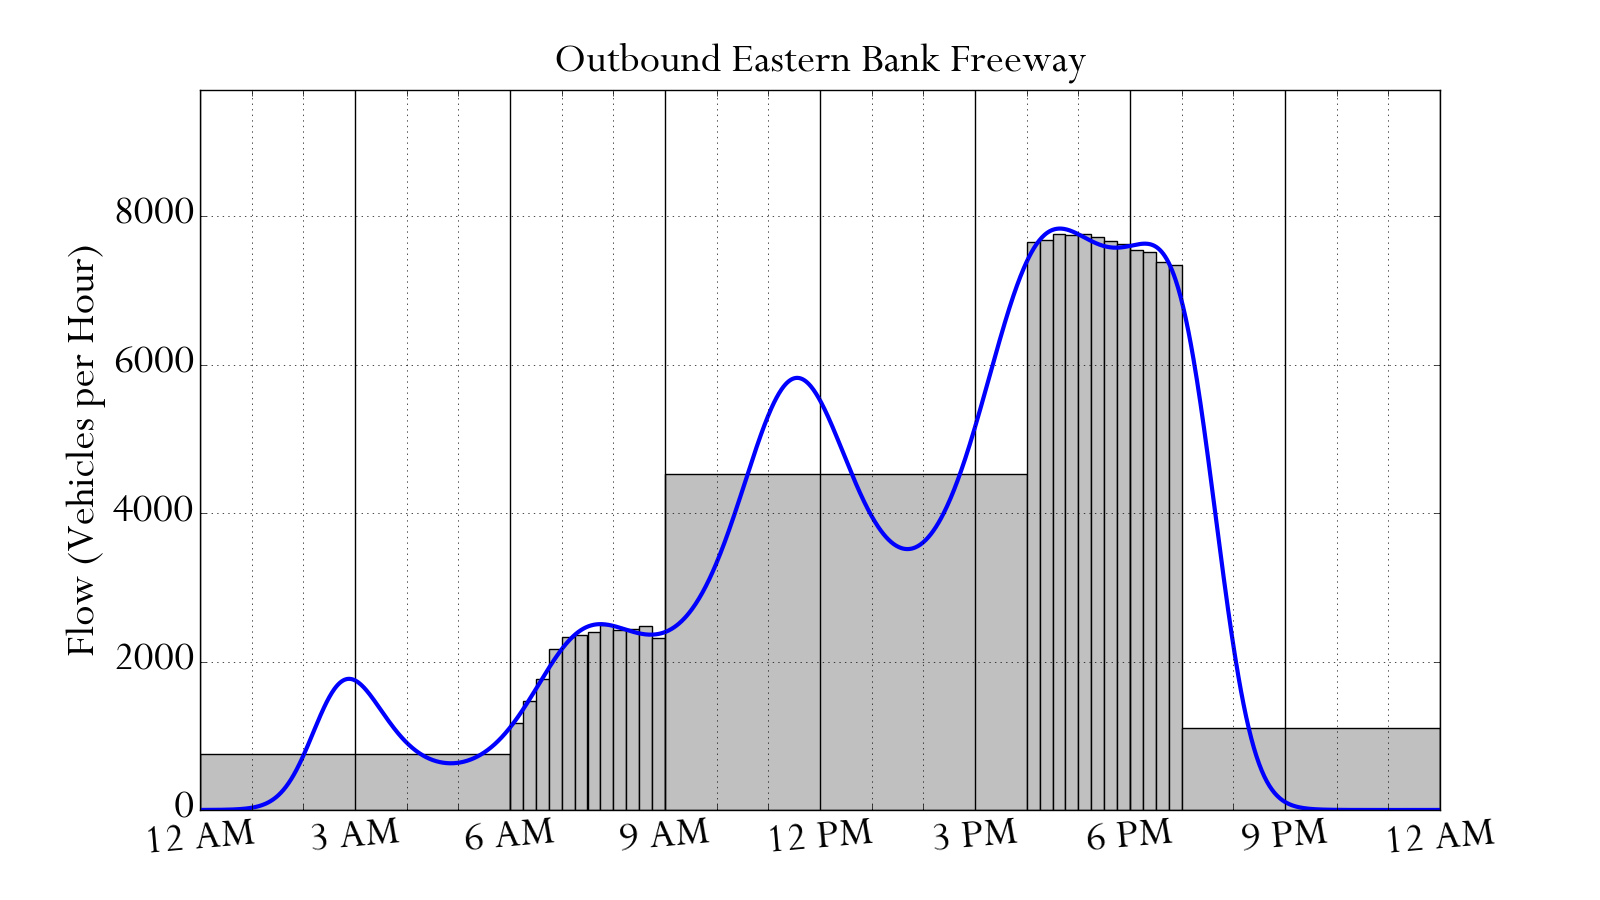 Outbound Eastern Bank Freeway
Flow (Vehicles per Hour)
8000
6000
4000
2000
0
12 AM 3 AM 6 AM 9 AM 12 PM 3 PM 6 PM 9 PM 12 AM